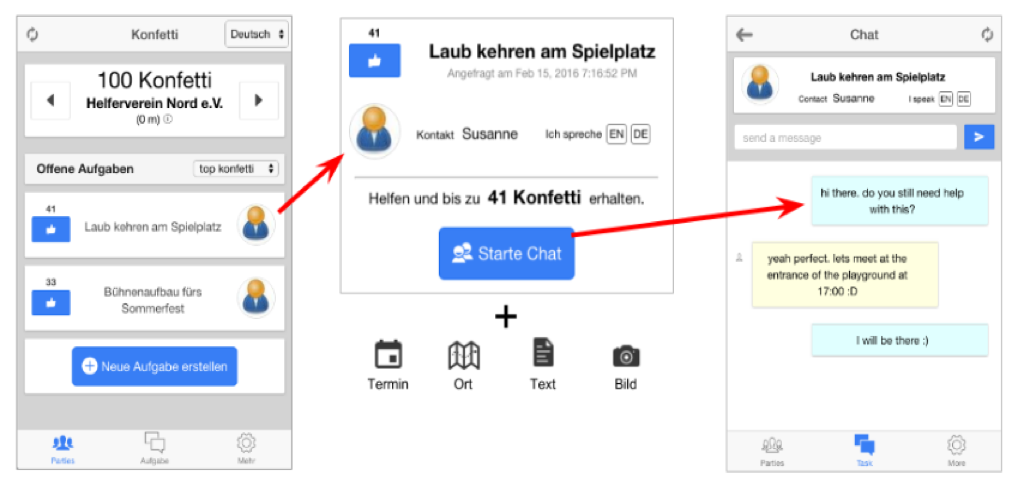 Konfetti
Deutsch
100 Konfetti
Helferverein Nord e.V.
(0 m)
Offene Aufgaben
top konfetti
41
Laub kehren am Spielplatz
33
Bühnenaufbau fürs
Sommerfest
Neue Aufgabe erstellen
Parties
Aufgabe
Mehr
41
Laub kehren am Spielplatz
Angefragt am Feb 15, 2016 7:16:52 PM
Kontakt Susanne
Ich spreche EN DE
Helfen und bis zu 41 Konfetti erhalten.
Starte Chat
+
Termin
Ort
Text
Bild
Chat
Laub kehren am Spielplatz
Contact Susanne
I speak EN DE
send a message
hi there. do you still need help
with this?
yeah perfect. lets meet at the
entrance of the playground at
17:00 :D
I will be there :)
Parties
Task
More